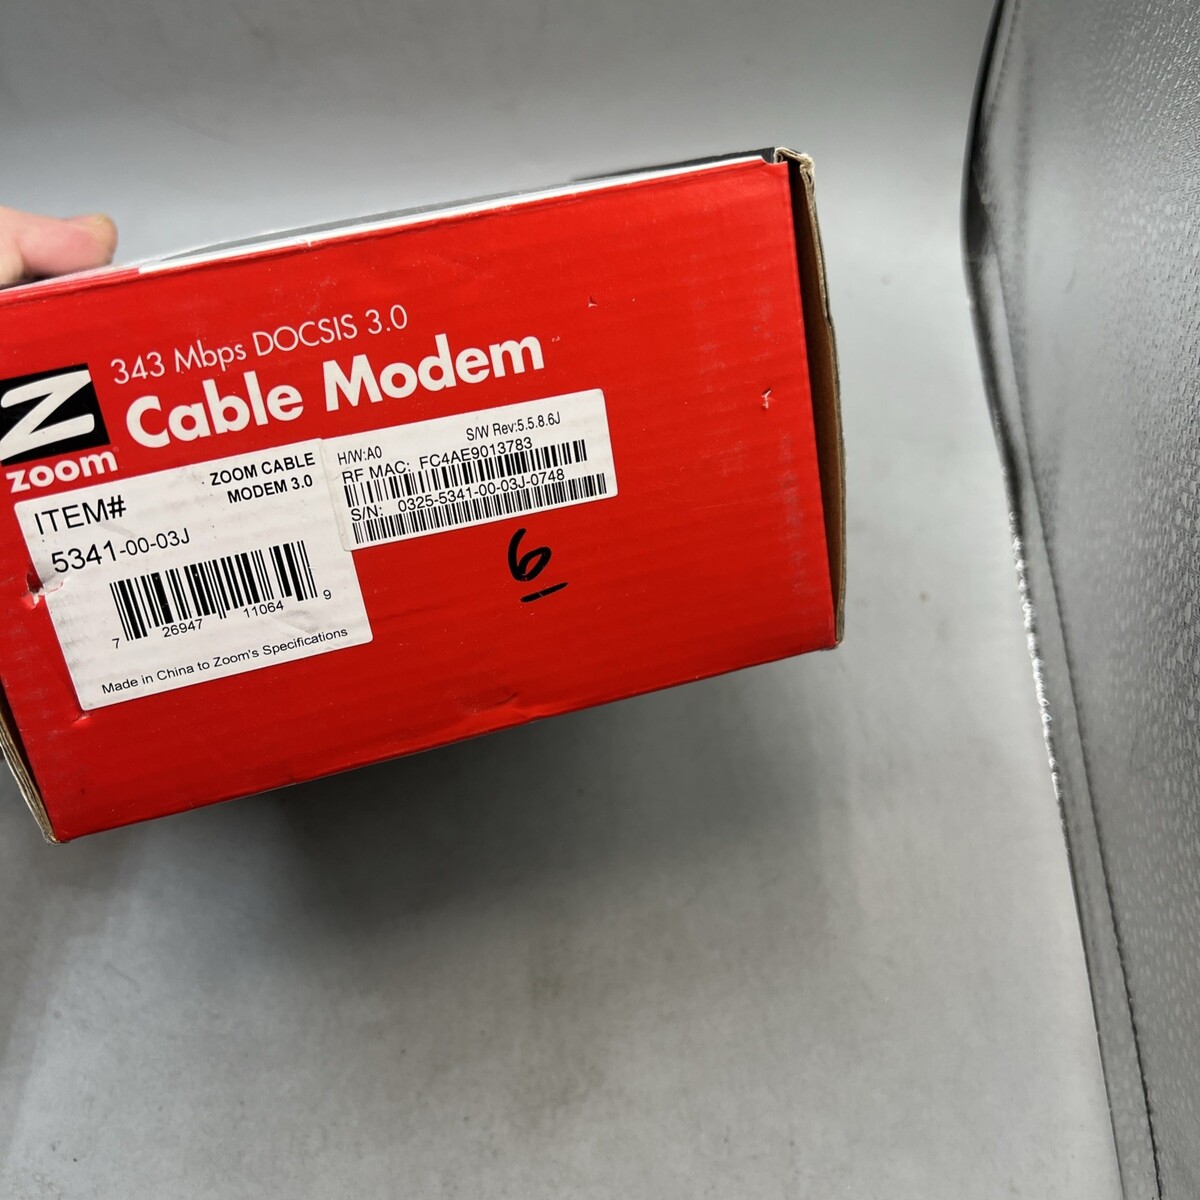 343 Mbps DOCSIS 3.0
Cable Modem
Z
zoom
ITEM#
ZOOM CABLE
MODEM 3.0
5341-00-03J
7 26947 11064 9
Made in China to Zoom's Specifications
H/W:A0 S/W Rev:5.5.8.6J
RF MAC: FC4AE9013783
S/N: 0325-5341-00-03J-0748
6